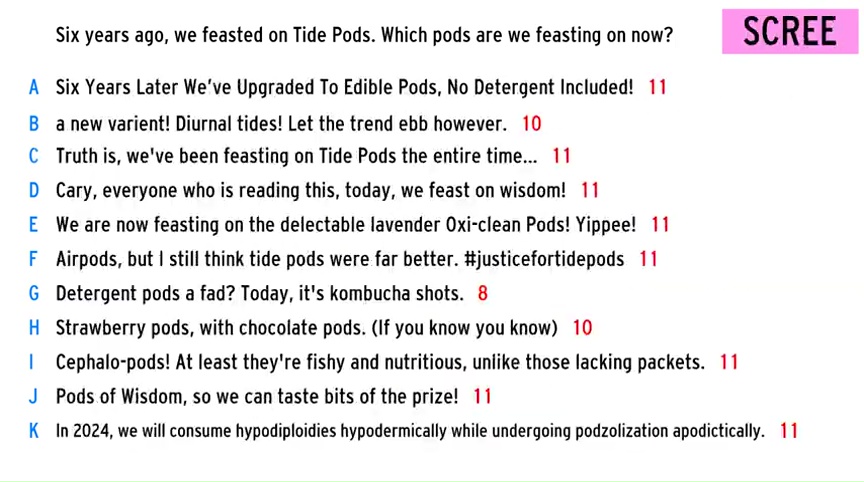 Six years ago, we feasted on Tide Pods. Which pods are we feasting on now?
SCREE
A Six Years Later We've Upgraded To Edible Pods, No Detergent Included! 11
B a new varient! Diurnal tides! Let the trend ebb however. 10
C Truth is, we've been feasting on Tide Pods the entire time... 11
D Cary, everyone who is reading this, today, we feast on wisdom! 11
E We are now feasting on the delectable lavender Oxi-clean Pods! Yippee! 11
F Airpods, but I still think tide pods were far better. #justicefortidepods 11
G Detergent pods a fad? Today, it's kombucha shots. 8
H Strawberry pods, with chocolate pods. (If you know you know) 10
I Cephalo-pods! At least they're fishy and nutritious, unlike those lacking packets. 11
J Pods of Wisdom, so we can taste bits of the prize! 11
K In 2024, we will consume hypodiploidies hypodermically while undergoing podzolization apodictically. 11